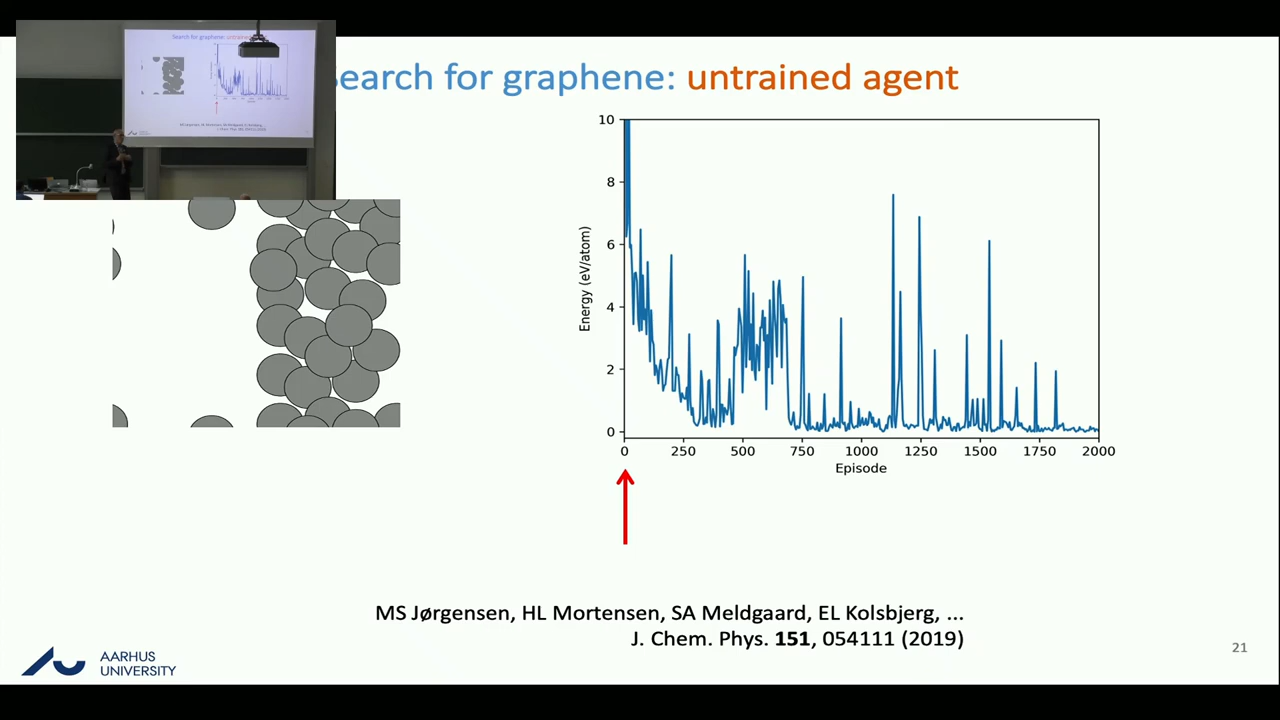 Search for graphene: untrained agent
10
8
6
4
2
0
Energy (eV/atom)
0 250 500 750 1000 1250 1500 1750 2000
Episode
MS Jørgensen, HL Mortensen, SA Meldgaard, EL Kolsbjerg, ...
J. Chem. Phys. 151, 054111 (2019)
AARHUS
UNIVERSITY
21